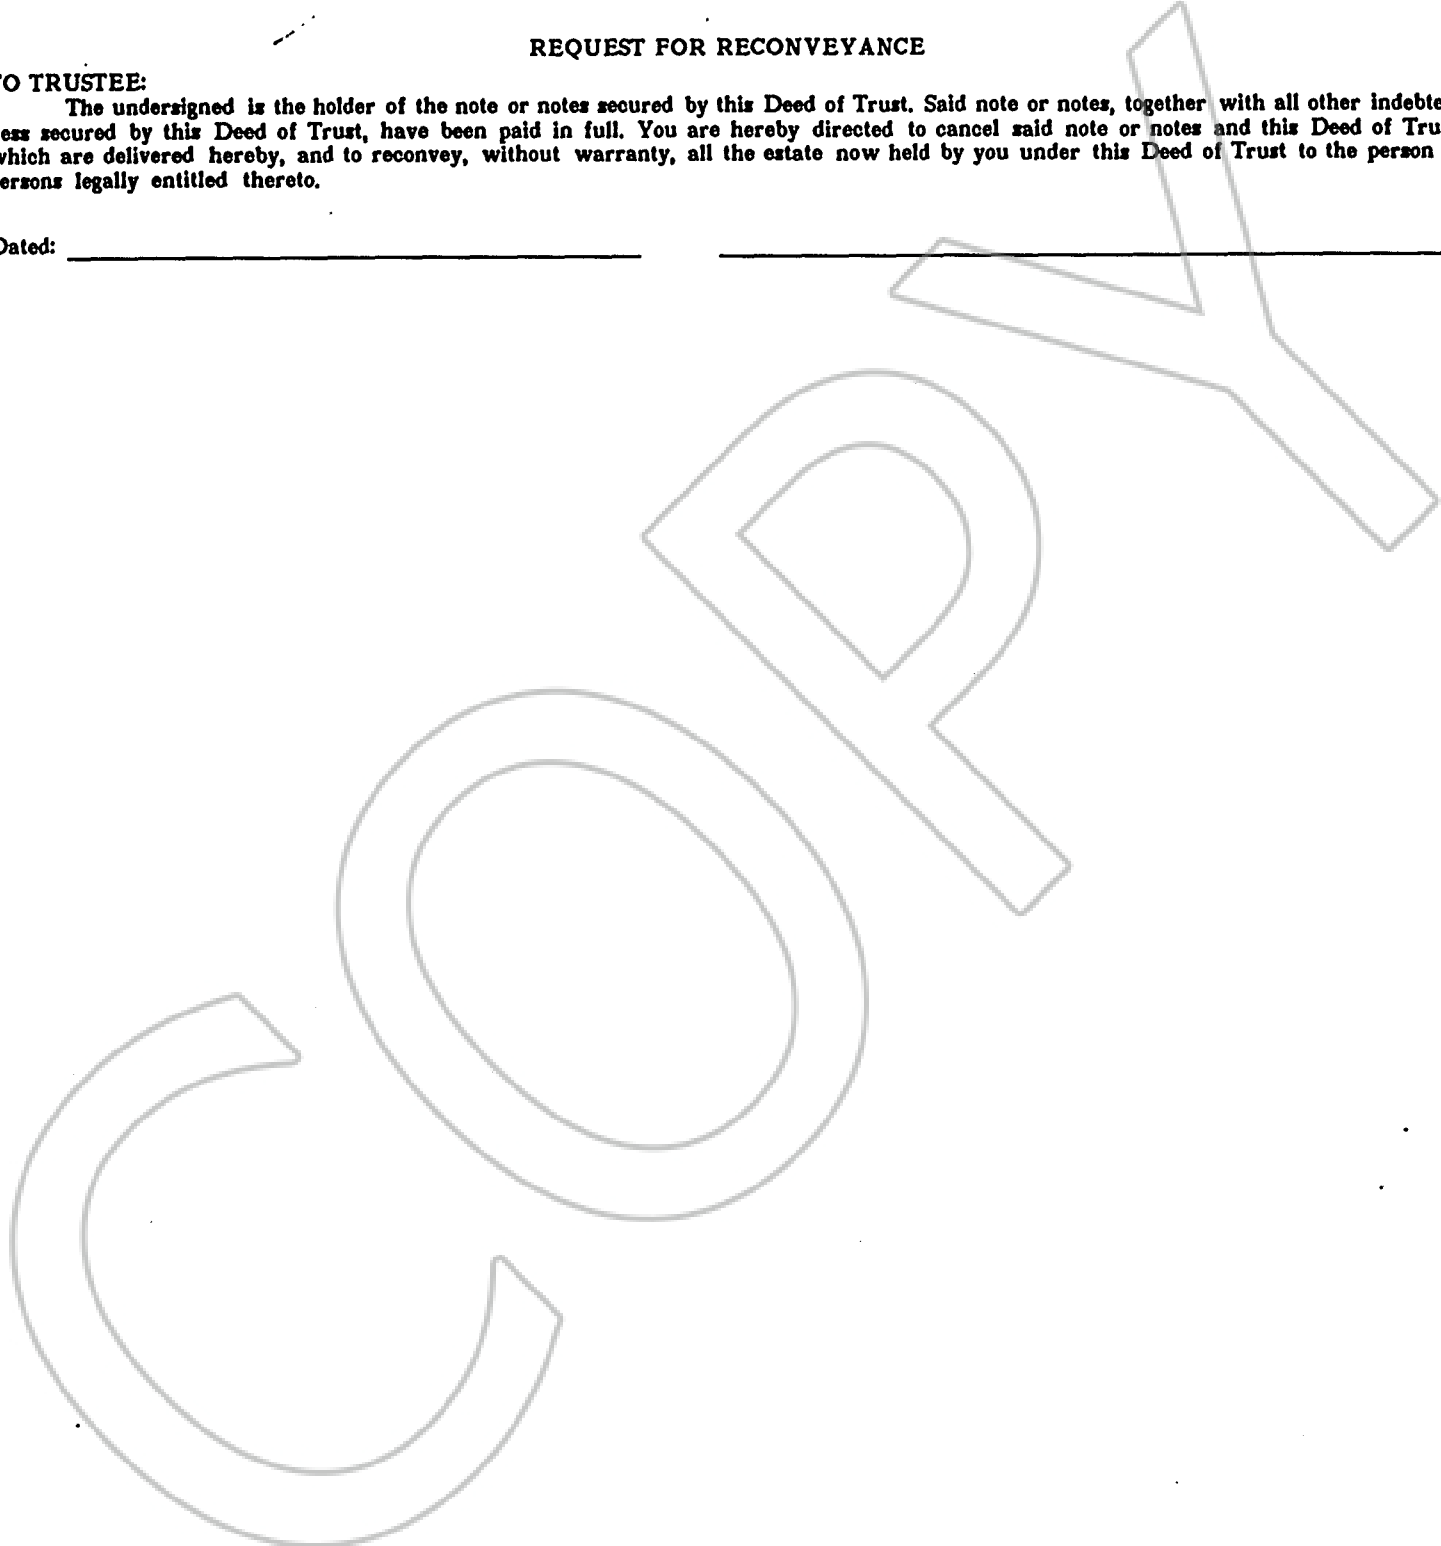 REQUEST FOR RECONVEYANCE
O TRUSTEE:
The undersigned is the holder of the note or notes secured by this Deed of Trust. Said note or notes, together with all other indebte
ess secured by this Deed of Trust, have been paid in full. You are hereby directed to cancel said note or notes and this Deed of Tru
which are delivered hereby, and to reconvey, without warranty, all the estate now held by you under this Deed of Trust to the person
ersons legally entitled thereto.
Dated:
COPY